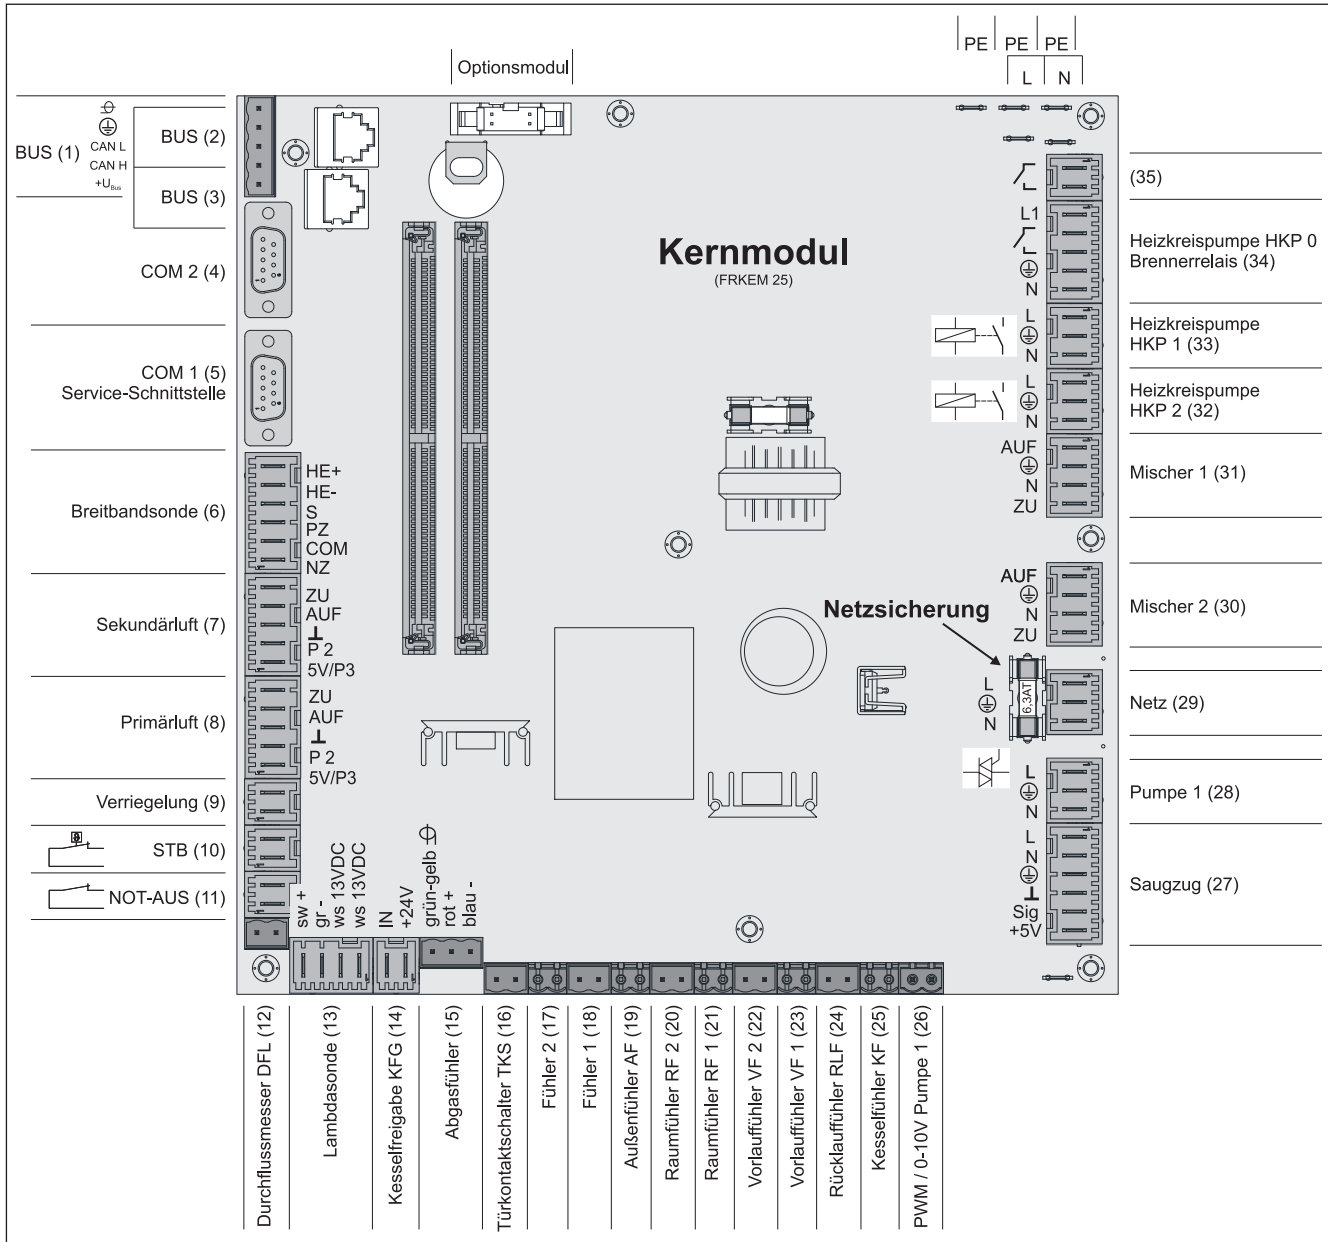 PE PE PE
L N
Optionsmodul
BUS (1)
CAN L
CAN H
+U Bus
BUS (2)
BUS (3)
COM 2 (4)
COM 1 (5)
Service-Schnittstelle
Breitbandsonde (6)
HE+
HE-
S
PZ
COM
NZ
Sekundärluft (7)
ZU
AUF
P 2
5V/P3
Primärluft (8)
ZU
AUF
P 2
5V/P3
Verriegelung (9)
STB (10)
NOT-AUS (11)
Kernmodul
(FRKEM 25)
Netzsicherung
6,3AT
(35)
L1
N
Heizkreispumpe HKP 0
Brennerrelais (34)
L
N
Heizkreispumpe
HKP 1 (33)
L
N
Heizkreispumpe
HKP 2 (32)
AUF
N
ZU
Mischer 1 (31)
AUF
N
ZU
Mischer 2 (30)
L
N
Netz (29)
L
N
Pumpe 1 (28)
L
N
Sig
+5V
Saugzug (27)
sw +
gr -
ws 13VDC
ws 13VDC
IN
+24V
grün-gelb
rot +
blau -
Durchflussmesser DFL (12)
Lambdasonde (13)
Kesselfreigabe KFG (14)
Abgasfühler (15)
Türkontaktschalter TKS (16)
Fühler 2 (17)
Fühler 1 (18)
Außenfühler AF (19)
Raumfühler RF 2 (20)
Raumfühler RF 1 (21)
Vorlauffühler VF 2 (22)
Vorlauffühler VF 1 (23)
Rücklauffühler RLF (24)
Kesselfühler KF (25)
PWM / 0-10V Pumpe 1 (26)